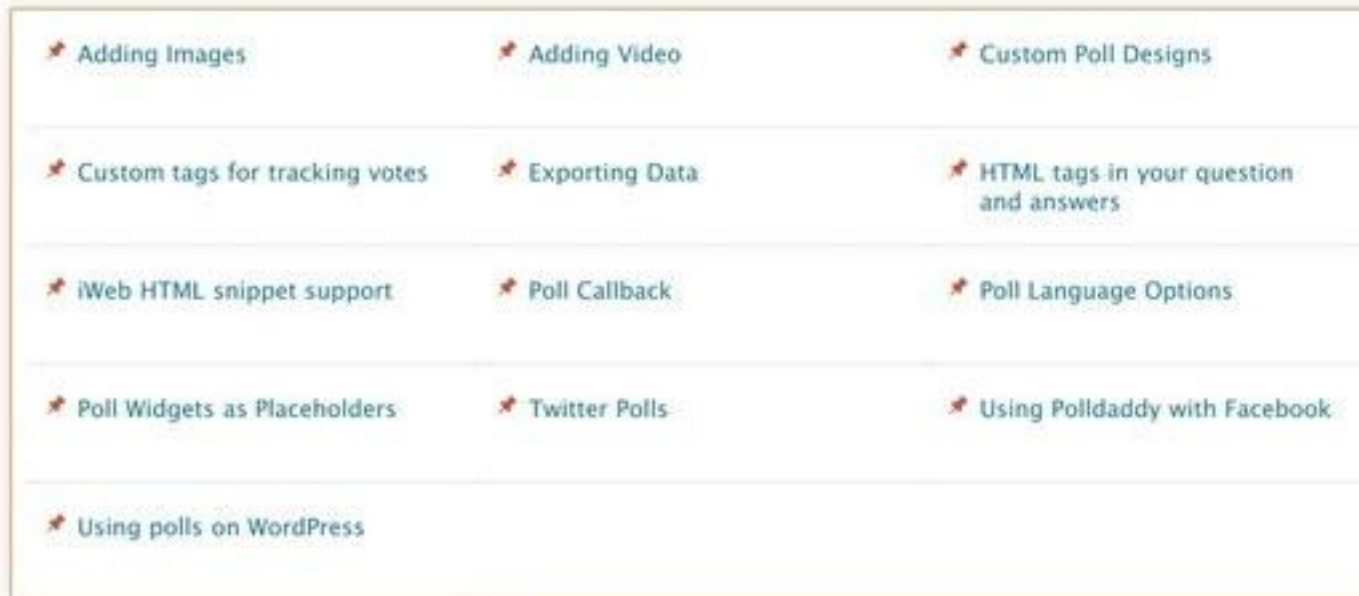 Adding Images
Adding Video
Custom Poll Designs
Custom tags for tracking votes
Exporting Data
HTML tags in your question
and answers
iWeb HTML snippet support
Poll Callback
Poll Language Options
Poll Widgets as Placeholders
Twitter Polls
Using Polldaddy with Facebook
Using polls on WordPress